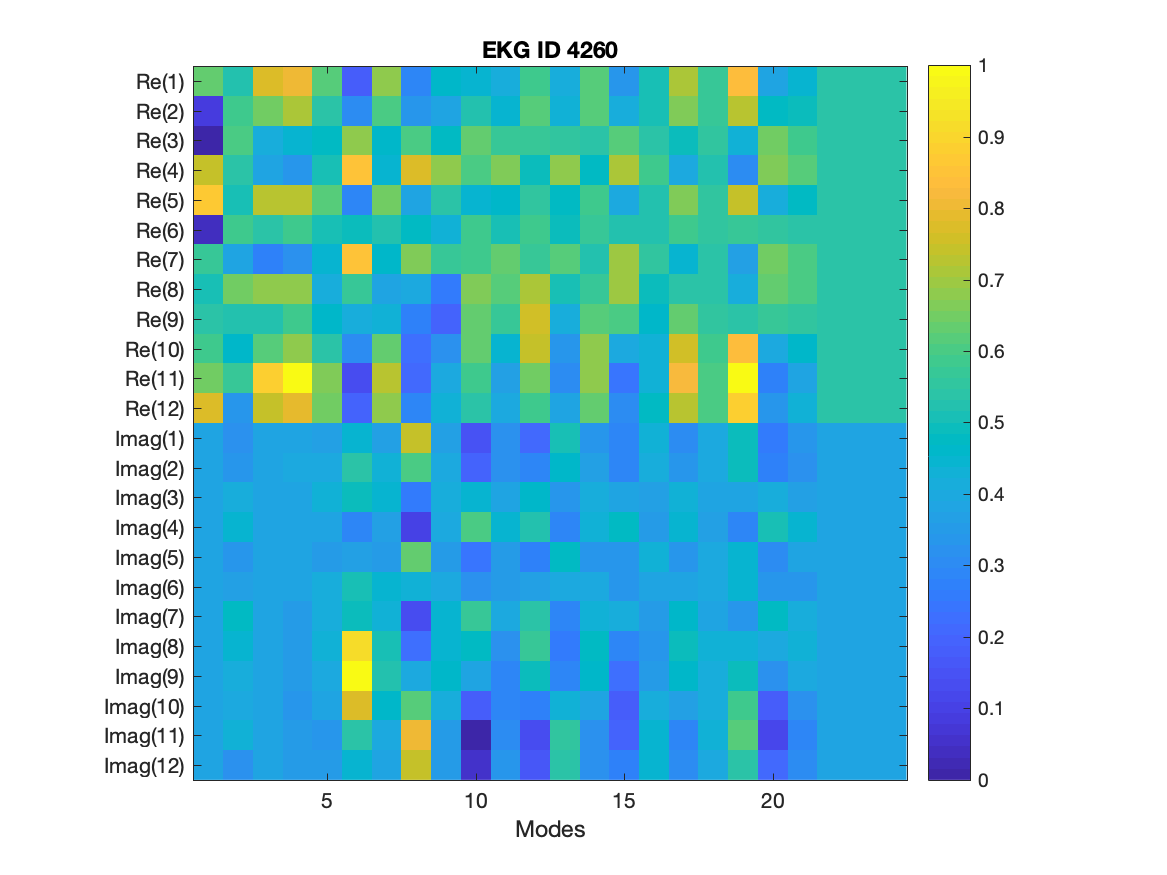 EKG ID 4260
Re(1)
Re(2)
Re(3)
Re(4)
Re(5)
Re(6)
Re(7)
Re(8)
Re(9)
Re(10)
Re(11)
Re(12)
Imag(1)
Imag(2)
Imag(3)
Imag(4)
Imag(5)
Imag(6)
Imag(7)
Imag(8)
Imag(9)
Imag(10)
Imag(11)
Imag(12)
5 10 15 20
Modes
1
0.9
0.8
0.7
0.6
0.5
0.4
0.3
0.2
0.1
0